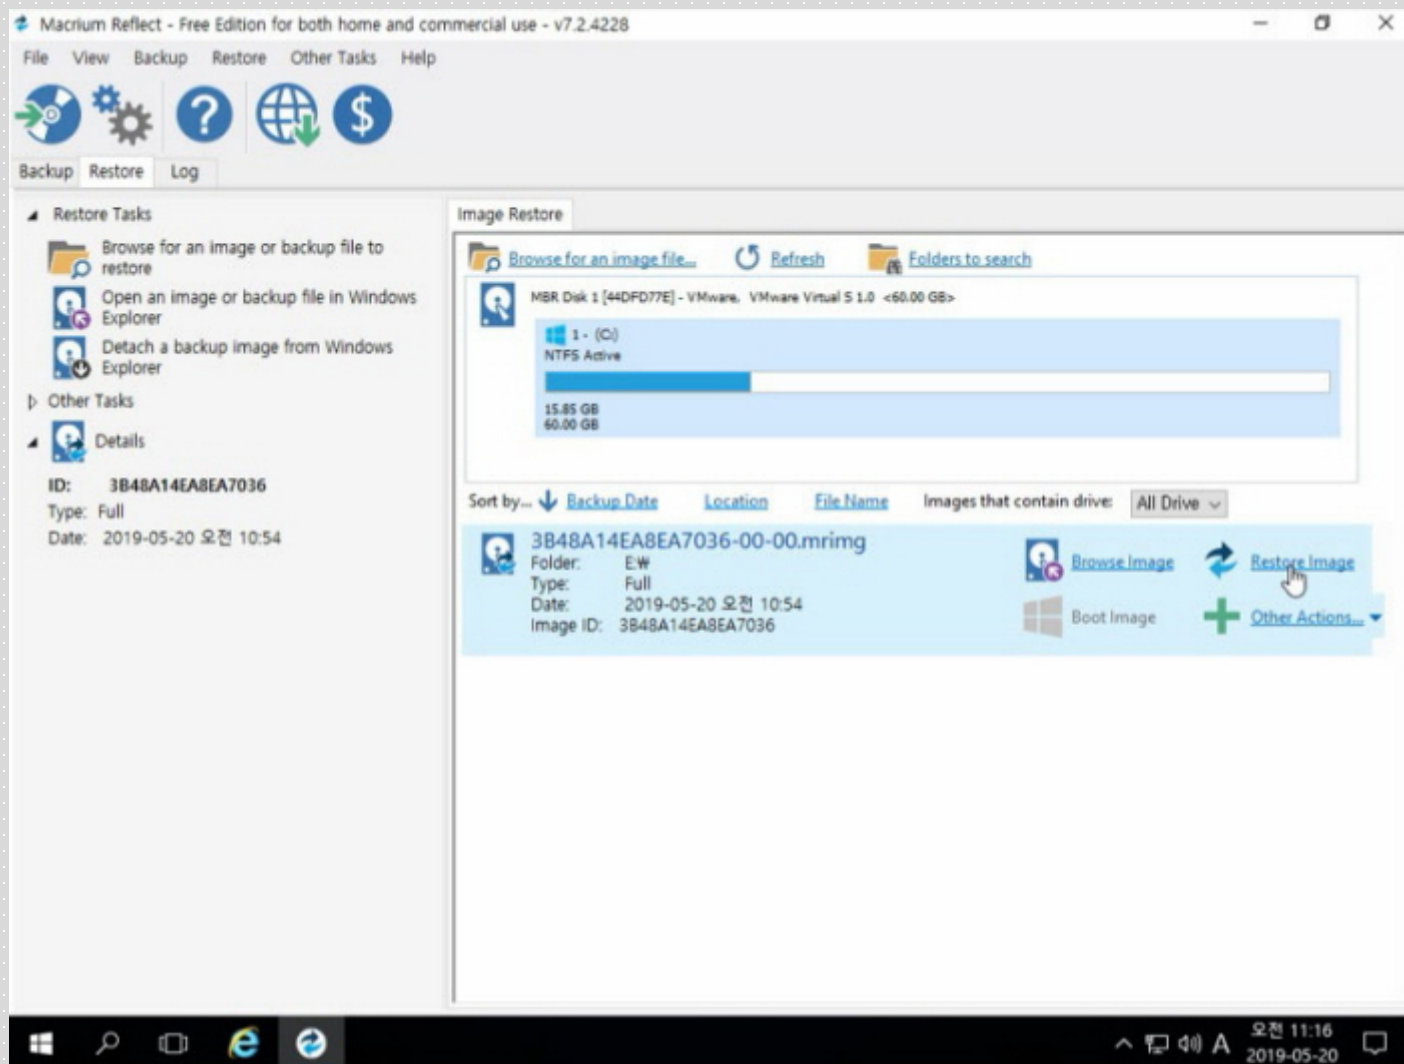 Macrium Reflect - Free Edition for both home and commercial use - v7.2.4228
File View Backup Restore Other Tasks Help
Backup Restore Log
Restore Tasks
Browse for an image or backup file to
restore
Open an image or backup file in Windows
Explorer
Detach a backup image from Windows
Explorer
Other Tasks
Details
ID: 3B48A14EA8EA7036
Type: Full
Date: 2019-05-20 오전 10:54
Image Restore
Browse for an image file... Refresh Folders to search
MBR Disk 1 [44DFD77E] - VMware, VMware Virtual S 1.0 <60.00 GB>
1 - (C:)
NTFS Active
15.85 GB
60.00 GB
Sort by... Backup Date Location File Name Images that contain drive: All Drive
3B48A14EA8EA7036-00-00.mrimg
Folder: E:₩
Type: Full
Date: 2019-05-20 오전 10:54
Image ID: 3B48A14EA8EA7036
Browse Image Restore Image
Boot Image Other Actions...
A
오전 11:16
2019-05-20